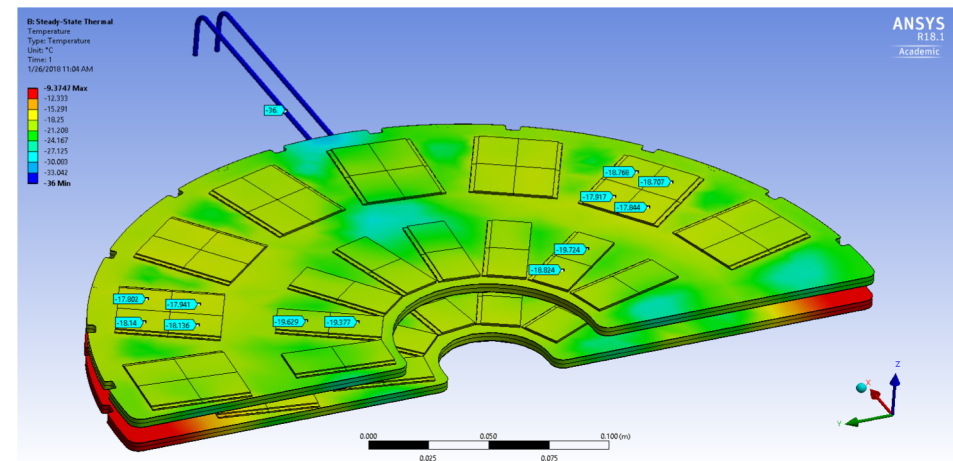 B: Steady-State Thermal
Temperature
Type: Temperature
Unit: °C
Time: 1
1/26/2018 11:04 AM
-9.3747 Max
-12.333
-15.291
-18.25
-21.208
-24.167
-27.125
-30.083
-33.042
-36 Min
ANSYS
R18.1
Academic
-36.
-18.768
-18.707
-17.917
-17.844
-19.724
-18.824
-17.802
-17.941
-18.14
-18.136
-19.629
-19.377
0.000
0.050
0.100 (m)
0.025
0.075
Z
X
Y